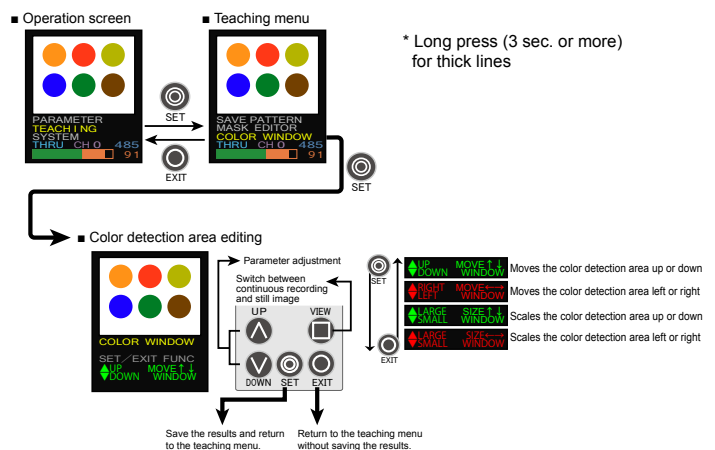 ■ Operation screen
■ Teaching menu
* Long press (3 sec. or more)
for thick lines
PARAMETER
TEACHING
SYSTEM
THRU CH 0 485
91
SET
EXIT
SAVE PATTERN
MASK EDITOR
COLOR WINDOW
THRU CH 0 485
91
SET
■ Color detection area editing
COLOR WINDOW
SET/EXIT FUNC
▲UP MOVE↑↓
▼DOWN WINDOW
Parameter adjustment
Switch between
continuous recording
and still image
UP VIEW
DOWN SET EXIT
Save the results and return
to the teaching menu.
Return to the teaching menu
without saving the results.
SET
EXIT
▲UP MOVE↑↓
▼DOWN WINDOW
Moves the color detection area up or down
▲RIGHT MOVE←→
▼LEFT WINDOW
Moves the color detection area left or right
▲LARGE SIZE↑↓
▼SMALL WINDOW
Scales the color detection area up or down
▲LARGE SIZE←→
▼SMALL WINDOW
Scales the color detection area left or right